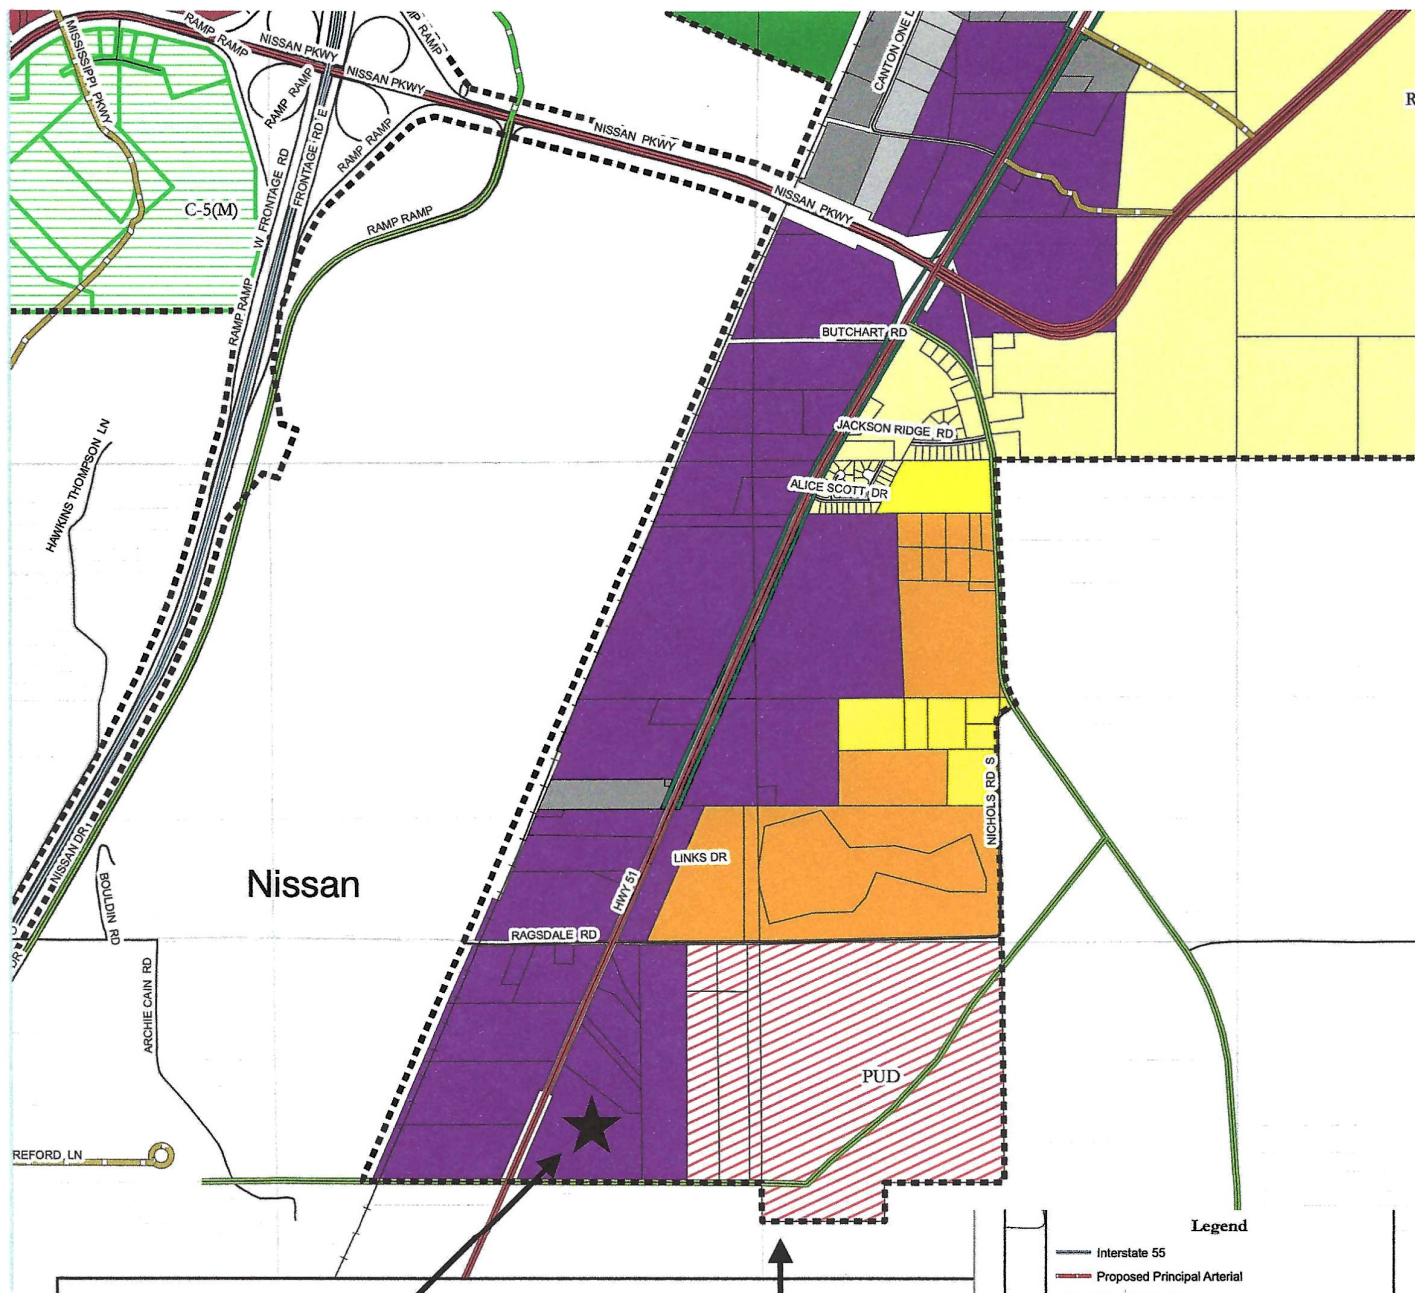 RAMP RAMP
MISSISSIPPI PKWY
NISSAN PKWY
NISSAN PKWY
RAMP RAMP
RAMP RAMP
RAMP RAMP
W FRONTAGE RD
FRONTAGE RD E
C-5(M)
RAMP RAMP
RAMP RAMP
NISSAN PKWY
NISSAN PKWY
CANTON ONE
R
BUTCHART RD
JACKSON RIDGE RD
ALICE SCOTT DR
HAWKINS THOMPSON LN
NISSAN DR
BOULDIN RD
DR
Nissan
LINKS DR
NICHOLS RD S
HWY 51
RAGSDALE RD
ARCHIE CAIN RD
PUD
REFORD LN
Legend
Interstate 55
Proposed Principal Arterial